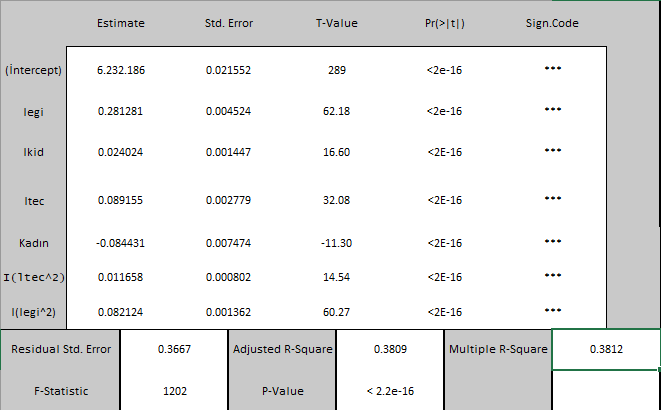 Estimate Std. Error T-Value Pr(>|t|) Sign.Code
(İntercept) 6.232.186 0.021552 289 <2e-16 ***
legi 0.281281 0.004524 62.18 <2e-16 ***
lkid 0.024024 0.001447 16.60 <2E-16 ***
ltec 0.089155 0.002779 32.08 <2E-16 ***
Kadın -0.084431 0.007474 -11.30 <2E-16 ***
I(ltec^2) 0.011658 0.000802 14.54 <2E-16 ***
I(legi^2) 0.082124 0.001362 60.27 <2E-16 ***
Residual Std. Error 0.3667 Adjusted R-Square 0.3809 Multiple R-Square 0.3812
F-Statistic 1202 P-Value < 2.2e-16